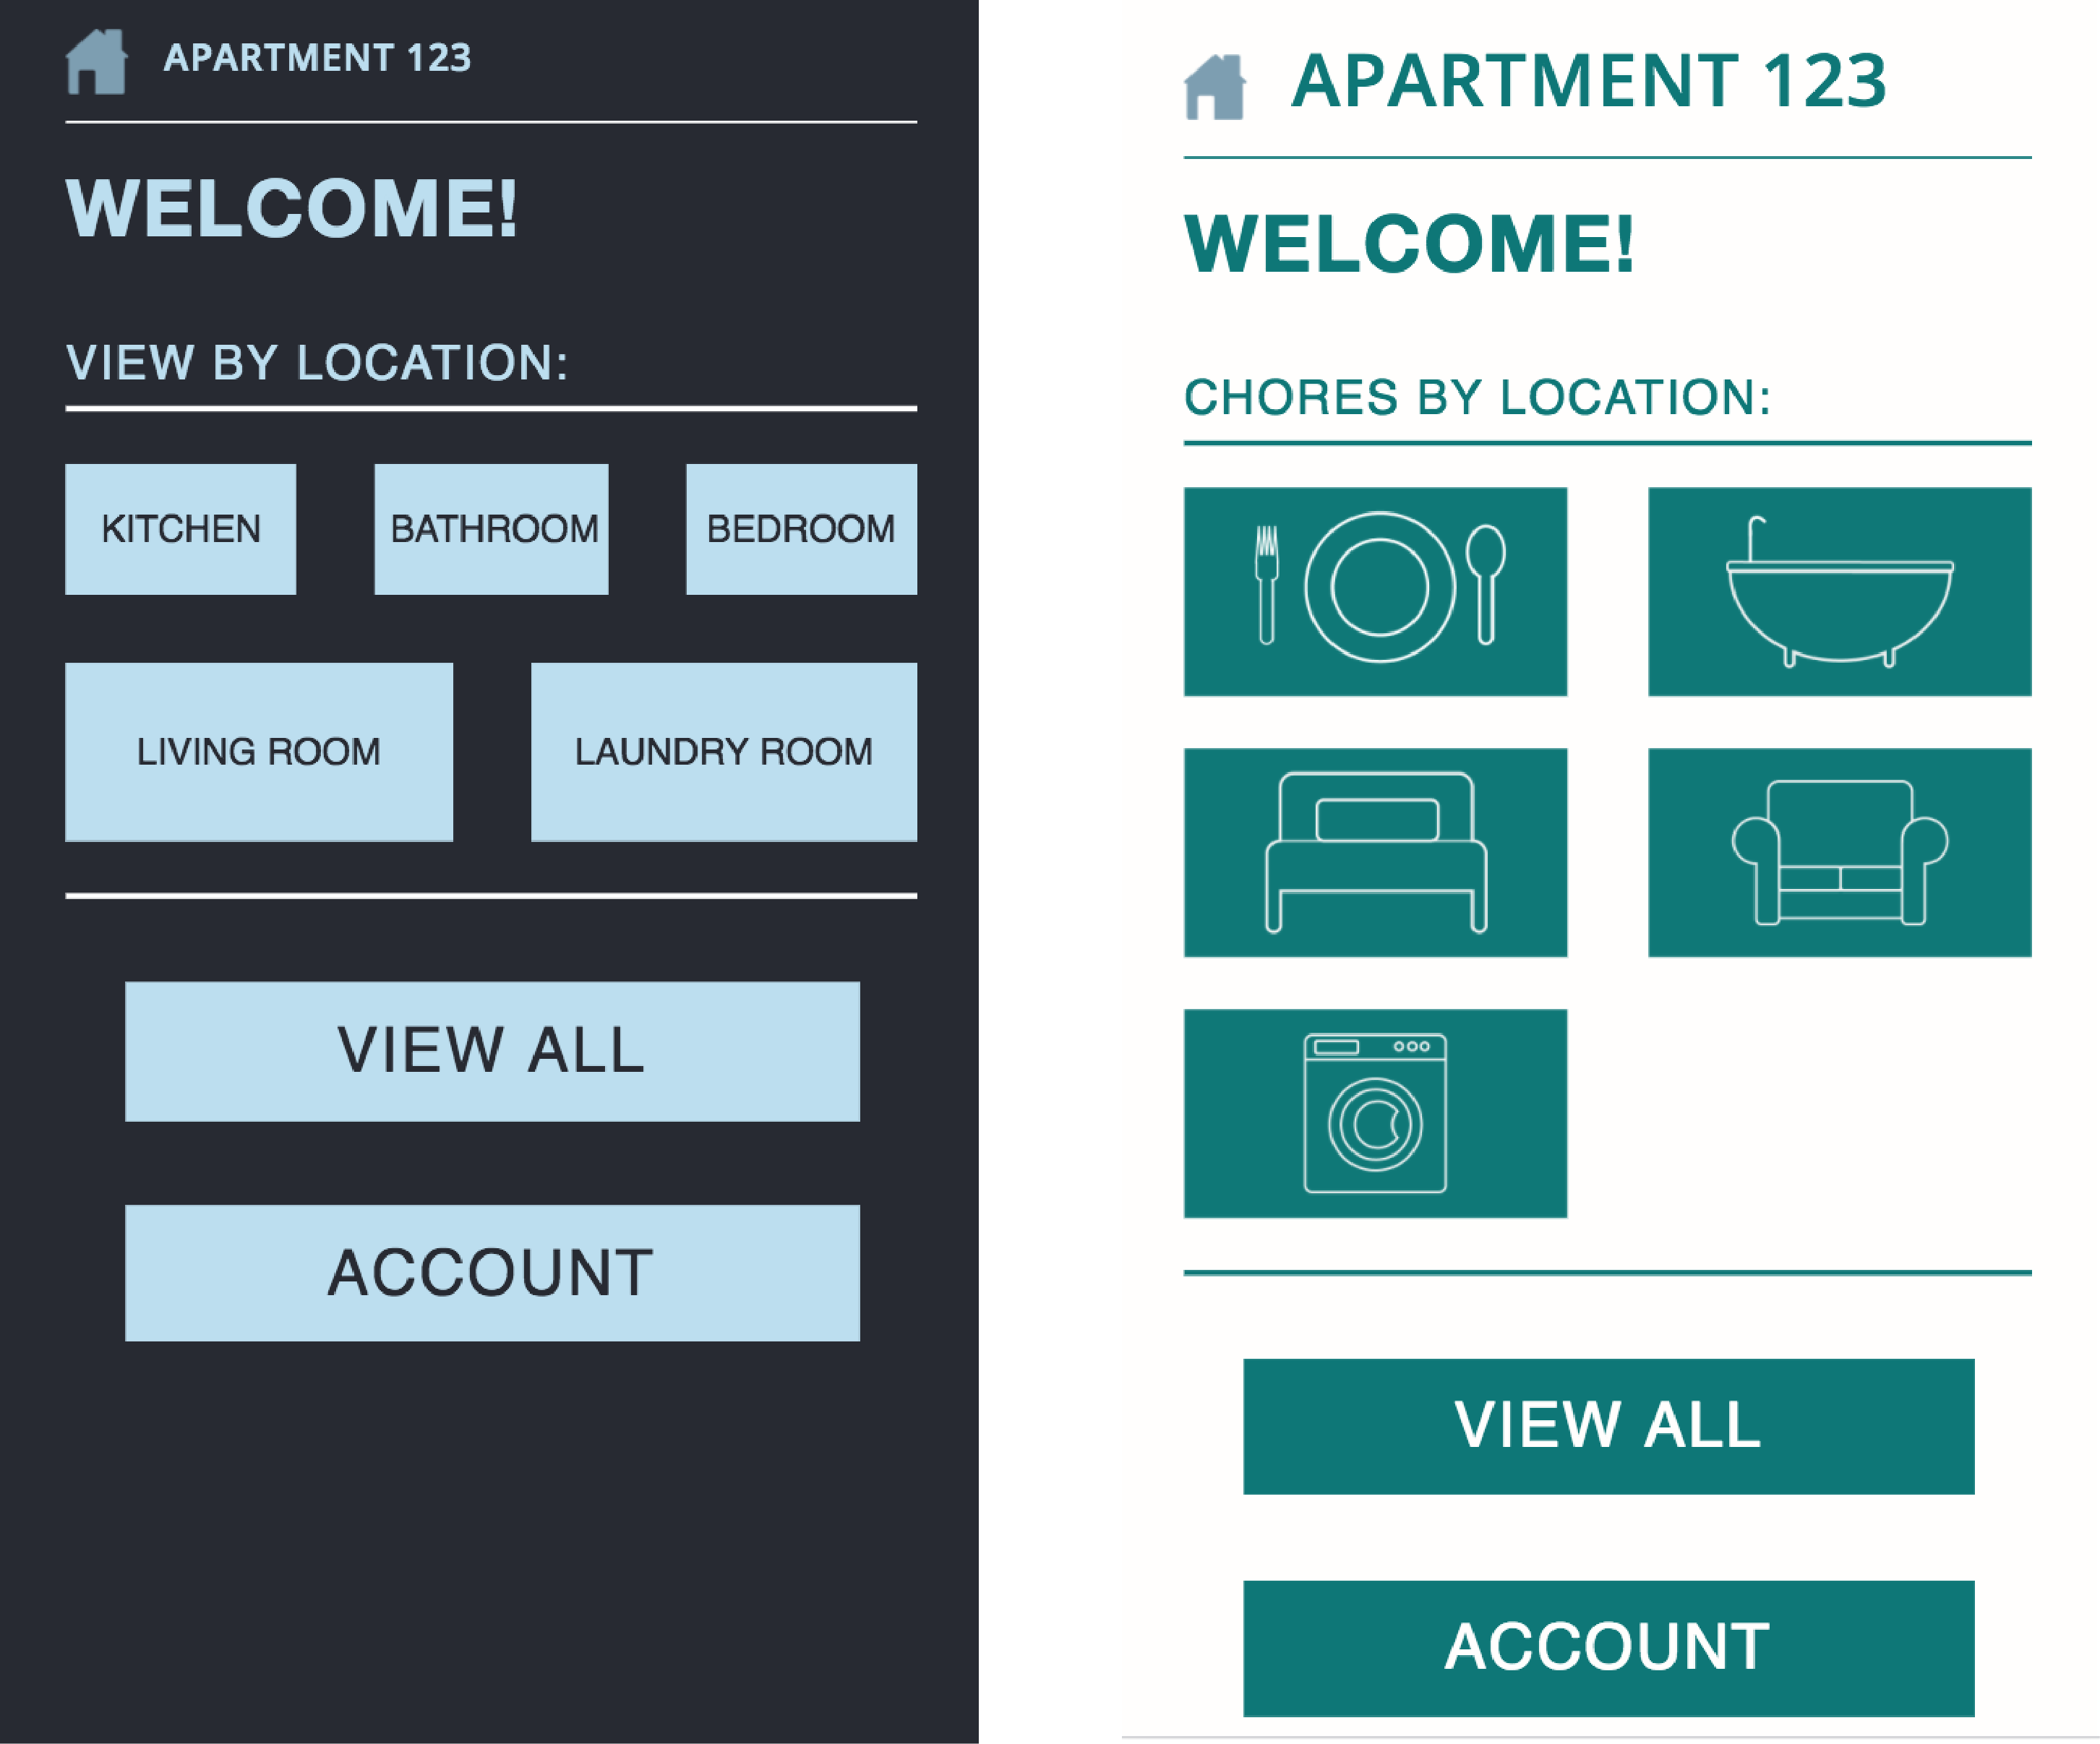 APARTMENT 123
WELCOME!
VIEW BY LOCATION:
KITCHEN
BATHROOM
BEDROOM
LIVING ROOM
LAUNDRY ROOM
VIEW ALL
ACCOUNT
APARTMENT 123
WELCOME!
CHORES BY LOCATION:
VIEW ALL
ACCOUNT